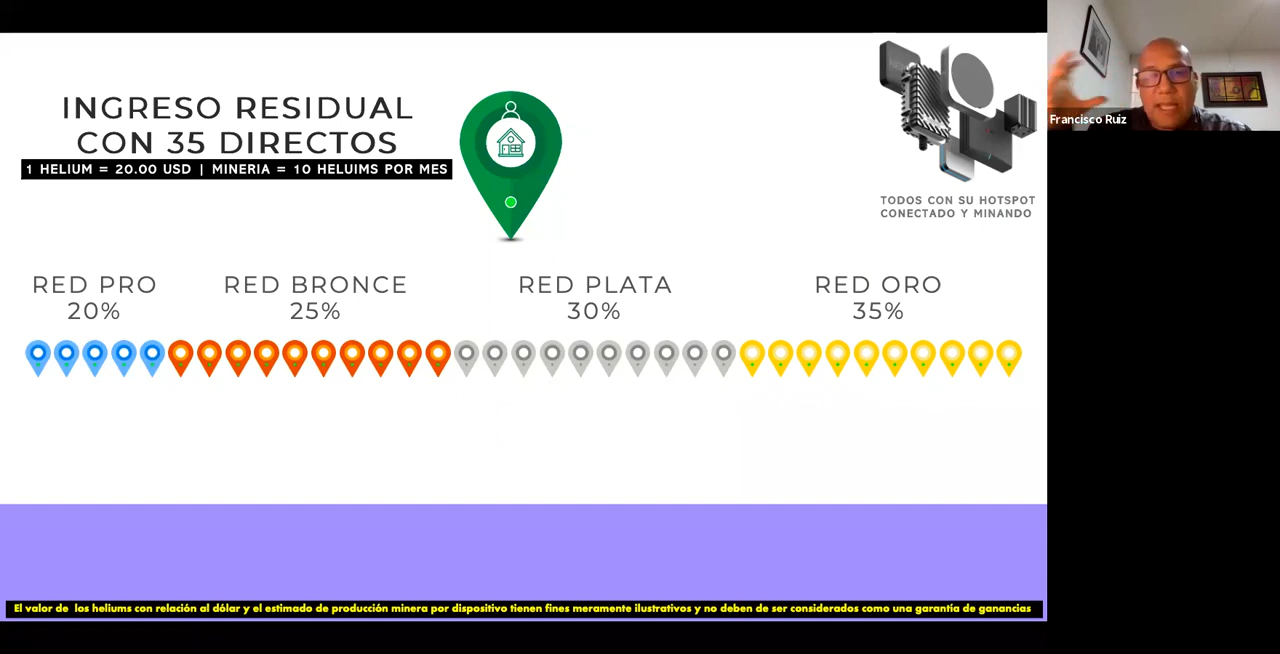 INGRESO RESIDUAL
CON 35 DIRECTOS
1 HELIUM = 20.00 USD | MINERIA = 10 HELUIMS POR MES
Francisco Ruiz
TODOS CON SU HOTSPOT
CONECTADO Y MINANDO
RED PRO
20%
RED BRONCE
25%
RED PLATA
30%
RED ORO
35%
El valor de los heliums con relación al dólar y el estimado de producción minera por dispositivo tienen fines meramente ilustrativos y no deben de ser considerados como una garantía de ganancias